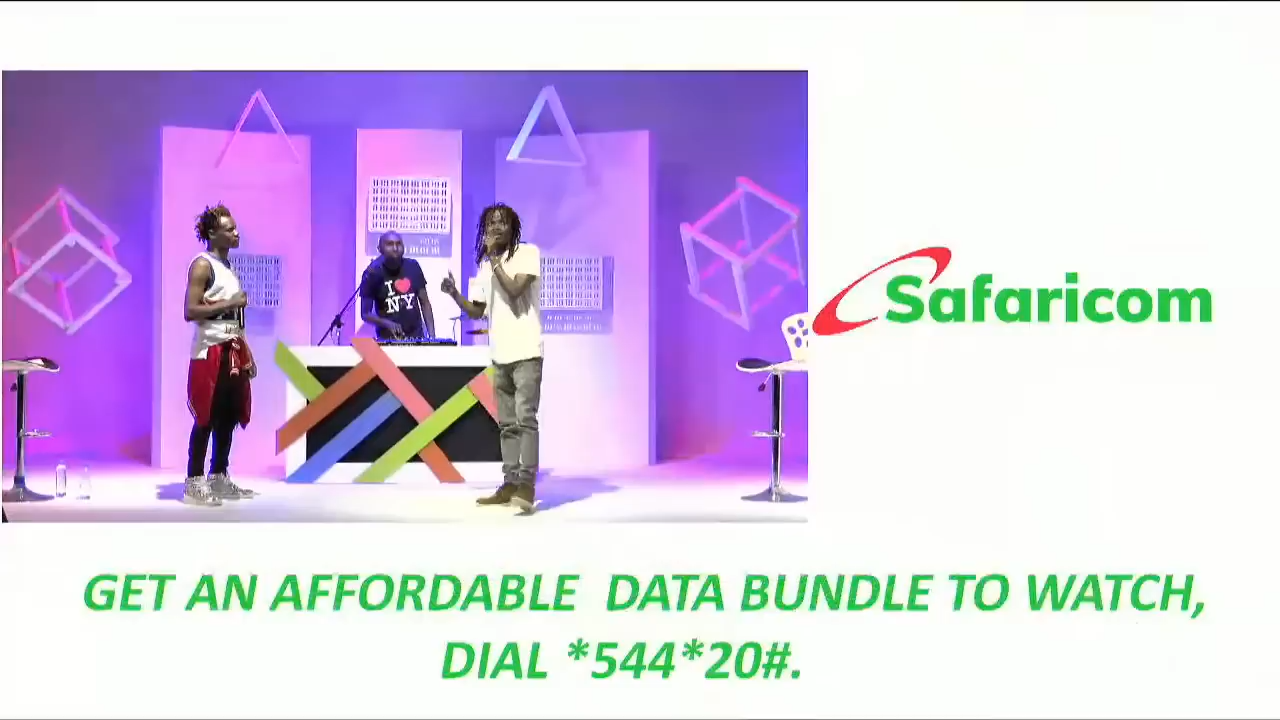 I ❤ NY
Safaricom
GET AN AFFORDABLE DATA BUNDLE TO WATCH,
DIAL *544*20#.